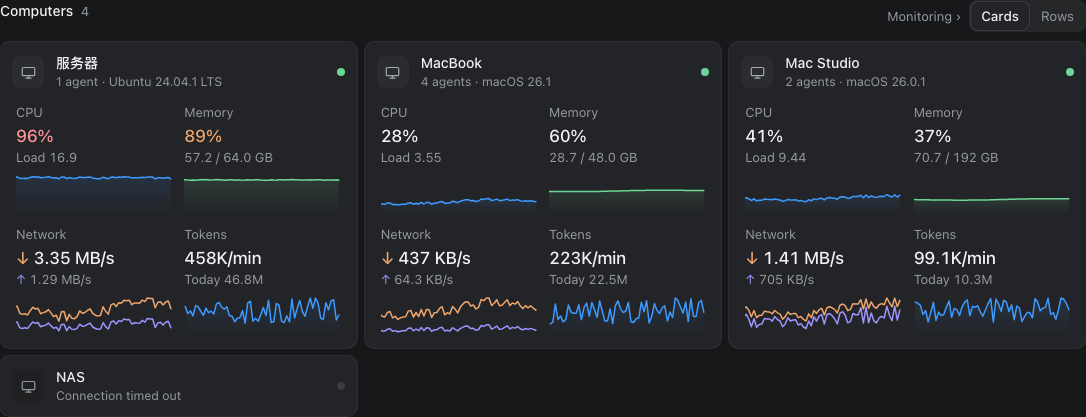 Computers 4
Monitoring › Cards Rows
服务器
1 agent · Ubuntu 24.04.1 LTS
CPU Memory
96% 89%
Load 16.9 57.2 / 64.0 GB
Network Tokens
↓ 3.35 MB/s 458K/min
↑ 1.29 MB/s Today 46.8M
MacBook
4 agents · macOS 26.1
CPU Memory
28% 60%
Load 3.55 28.7 / 48.0 GB
Network Tokens
↓ 437 KB/s 223K/min
↑ 64.3 KB/s Today 22.5M
Mac Studio
2 agents · macOS 26.0.1
CPU Memory
41% 37%
Load 9.44 70.7 / 192 GB
Network Tokens
↓ 1.41 MB/s 99.1K/min
↑ 705 KB/s Today 10.3M
NAS
Connection timed out